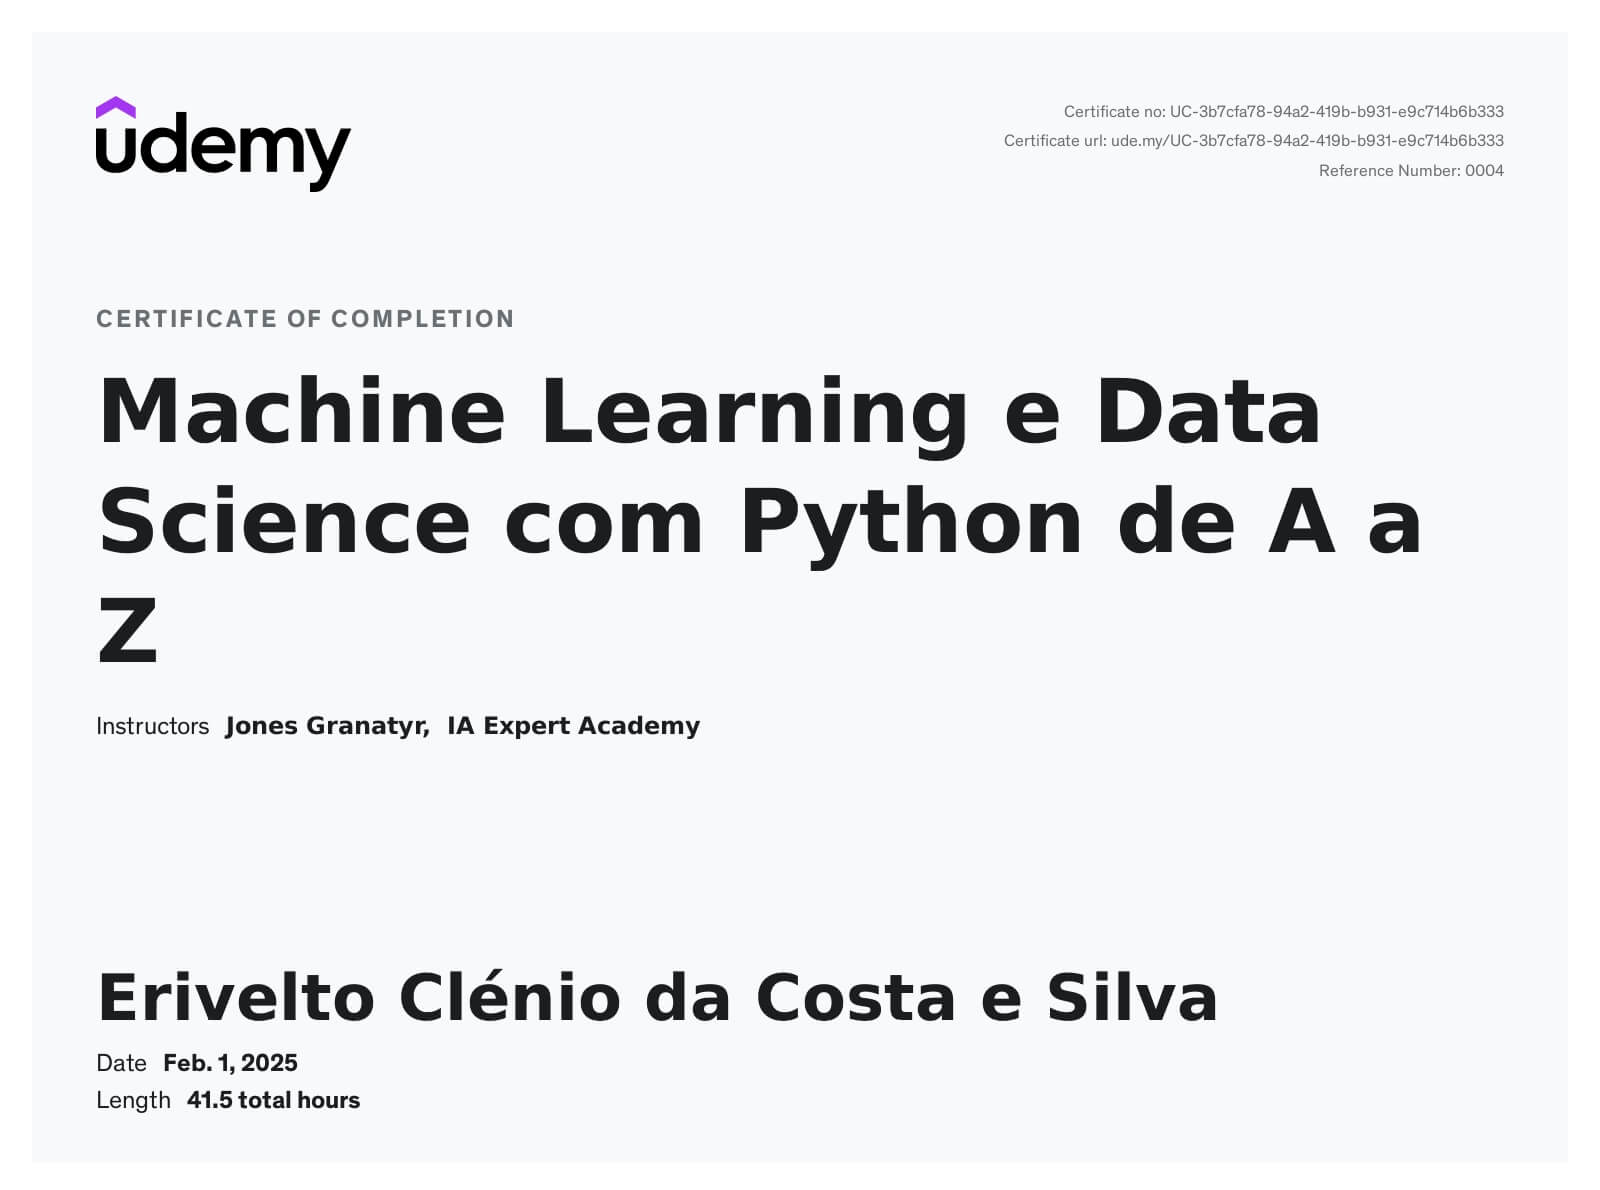 udemy
Certificate no: UC-3b7cfa78-94a2-419b-b931-e9c714b6b333
Certificate url: ude.my/UC-3b7cfa78-94a2-419b-b931-e9c714b6b333
Reference Number: 0004
CERTIFICATE OF COMPLETION
Machine Learning e Data
Science com Python de A a
Z
Instructors Jones Granatyr, IA Expert Academy
Erivelto Clénio da Costa e Silva
Date Feb. 1, 2025
Length 41.5 total hours